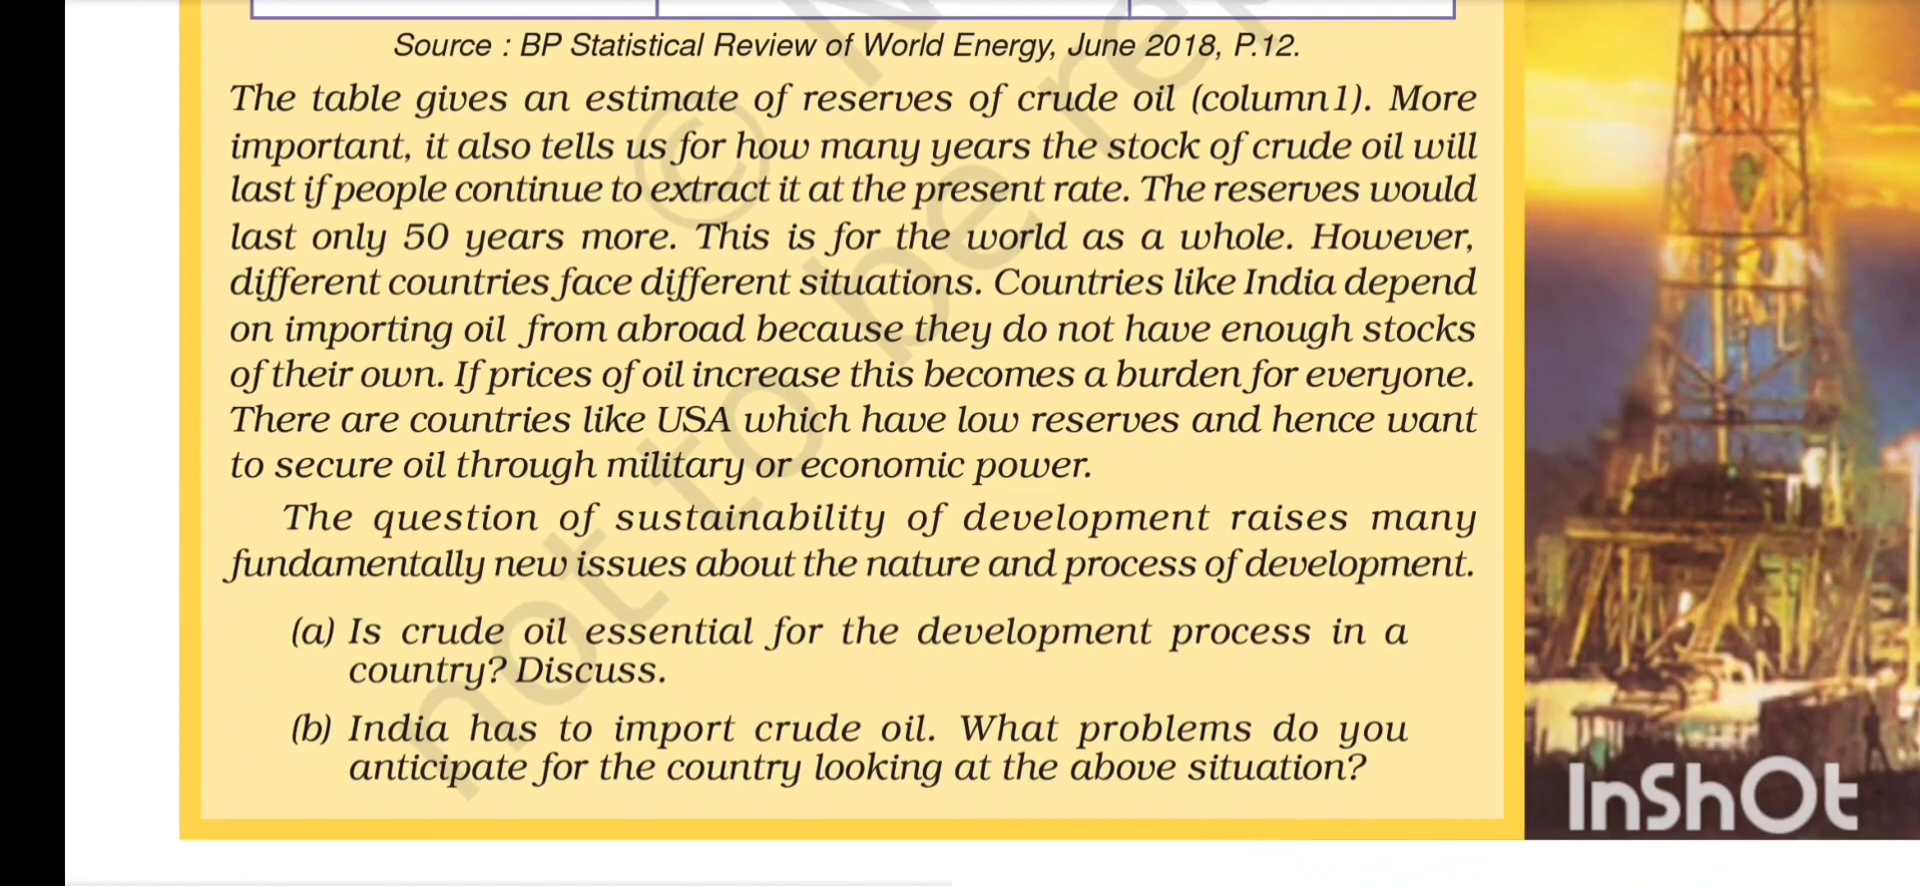 Source : BP Statistical Review of World Energy, June 2018, P.12.
The table gives an estimate of reserves of crude oil (column1). More
important, it also tells us for how many years the stock of crude oil will
last if people continue to extract it at the present rate. The reserves would
last only 50 years more. This is for the world as a whole. However,
different countries face different situations. Countries like India depend
on importing oil from abroad because they do not have enough stocks
of their own. If prices of oil increase this becomes a burden for everyone.
There are countries like USA which have low reserves and hence want
to secure oil through military or economic power.
The question of sustainability of development raises many
fundamentally new issues about the nature and process of development.
(a) Is crude oil essential for the development process in a
country? Discuss.
(b) India has to import crude oil. What problems do you
anticipate for the country looking at the above situation?
© N
not to be re
InShOt